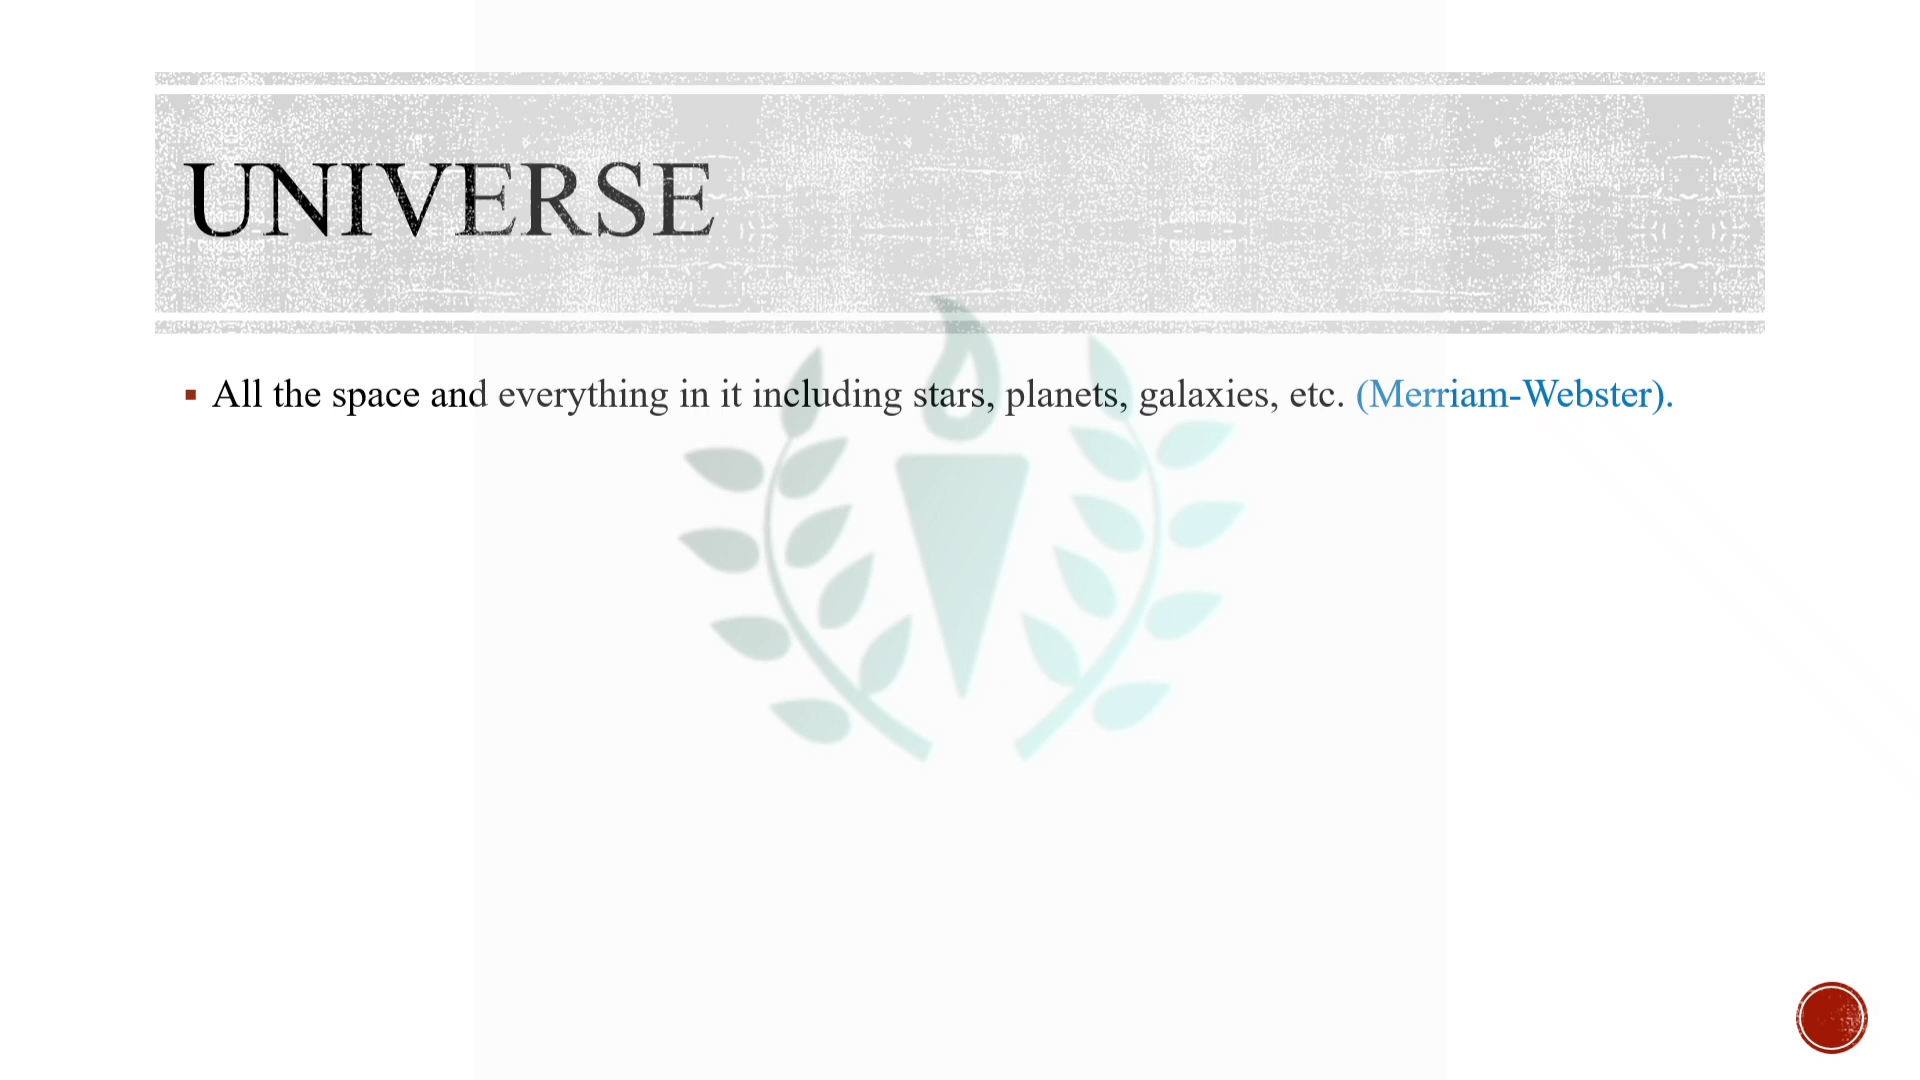 UNIVERSE
▪ All the space and everything in it including stars, planets, galaxies, etc. (Merriam-Webster).